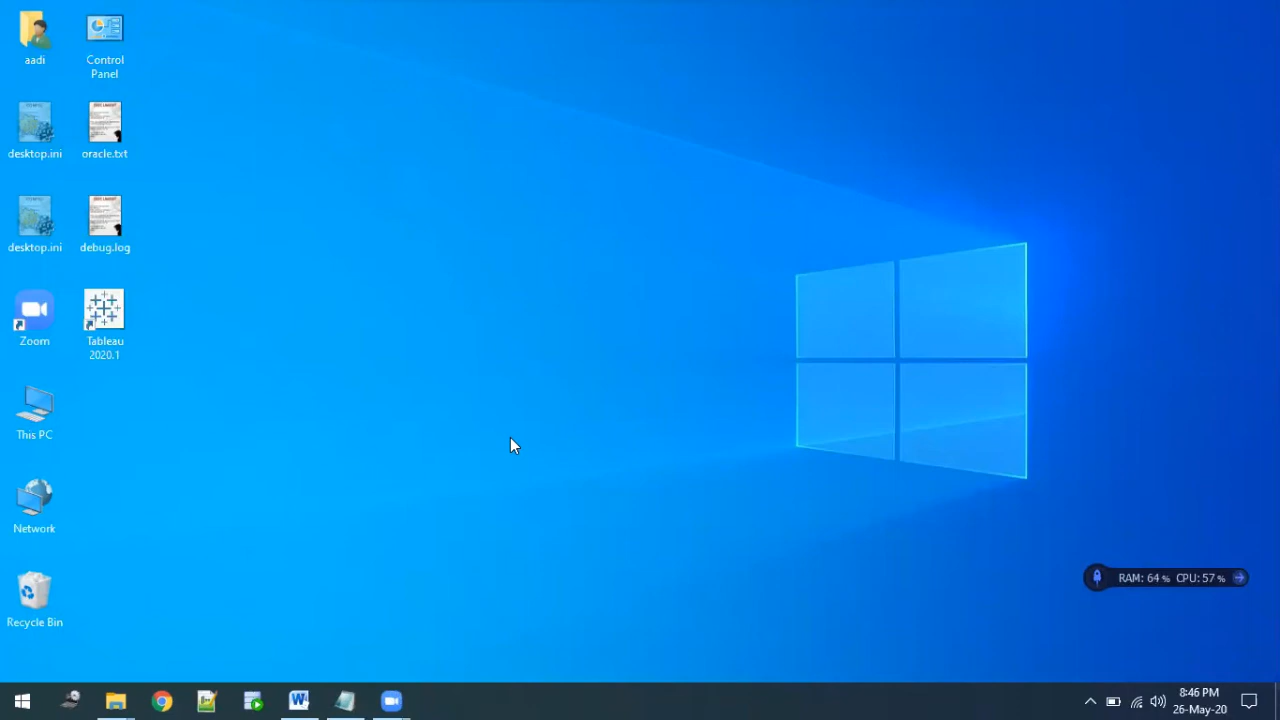 aadi
Control
Panel
desktop.ini
oracle.txt
desktop.ini
debug.log
Zoom
Tableau
2020.1
This PC
Network
Recycle Bin
RAM: 64 % CPU: 57 %
8:46 PM
26-May-20